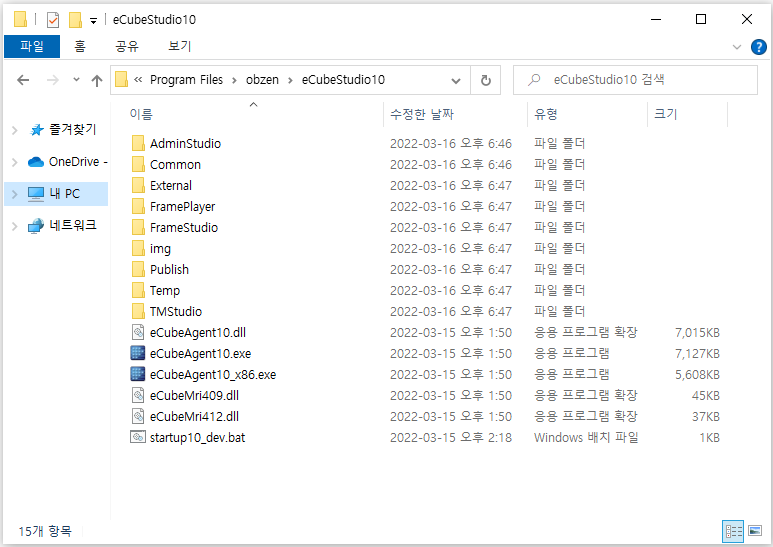 eCubeStudio10
파일 홈 공유 보기
« Program Files > obzen > eCubeStudio10 eCubeStudio10 검색
이름 수정한 날짜 유형 크기
즐겨찾기
OneDrive -
내 PC
네트워크
AdminStudio 2022-03-16 오후 6:46 파일 폴더
Common 2022-03-16 오후 6:46 파일 폴더
External 2022-03-16 오후 6:47 파일 폴더
FramePlayer 2022-03-16 오후 6:47 파일 폴더
FrameStudio 2022-03-16 오후 6:47 파일 폴더
img 2022-03-16 오후 6:47 파일 폴더
Publish 2022-03-16 오후 6:47 파일 폴더
Temp 2022-03-16 오후 6:47 파일 폴더
TMStudio 2022-03-16 오후 6:47 파일 폴더
eCubeAgent10.dll 2022-03-15 오후 1:50 응용 프로그램 확장 7,015KB
eCubeAgent10.exe 2022-03-15 오후 1:50 응용 프로그램 7,127KB
eCubeAgent10_x86.exe 2022-03-15 오후 1:50 응용 프로그램 5,608KB
eCubeMri409.dll 2022-03-15 오후 1:50 응용 프로그램 확장 45KB
eCubeMri412.dll 2022-03-15 오후 1:50 응용 프로그램 확장 37KB
startup10_dev.bat 2022-03-15 오후 2:18 Windows 배치 파일 1KB
15개 항목